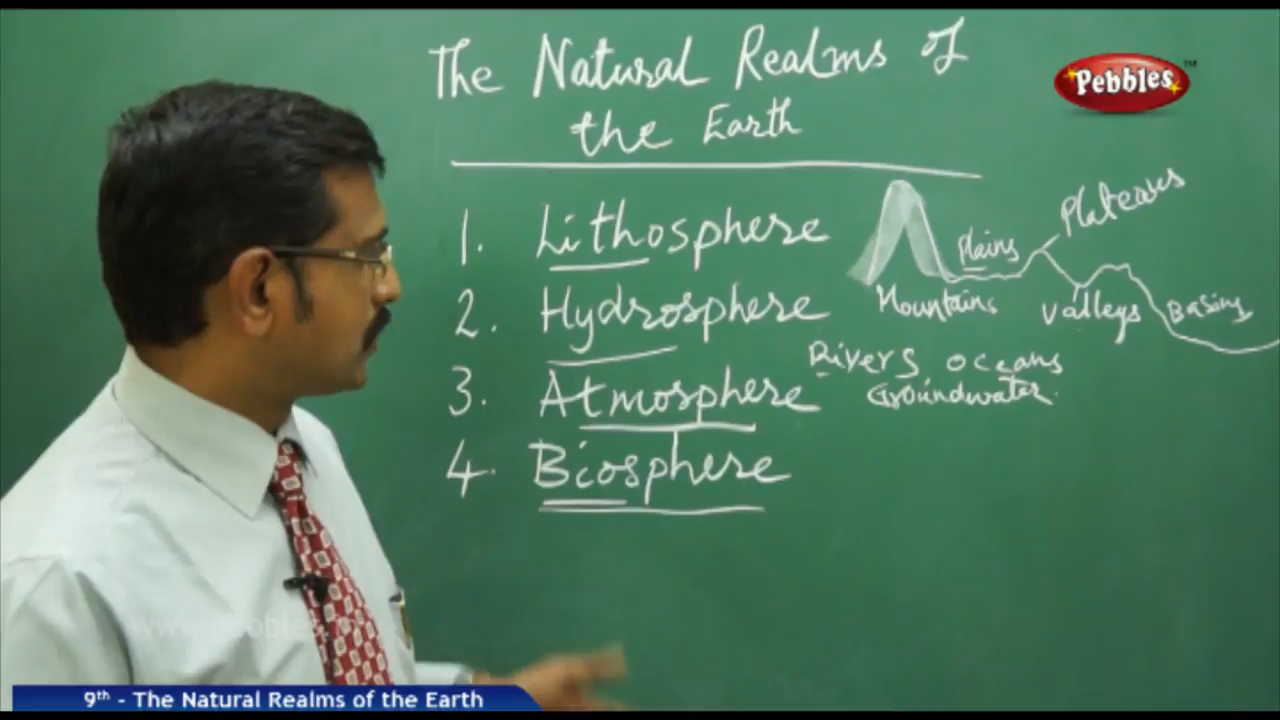 The Natural Realms of
the Earth
Pebbles™
1. Lithosphere
2. Hydrosphere
3. Atmosphere
4. Biosphere
Plateaus
Plains
Mountains
Valleys
Basins
Rivers oceans
Groundwater.
9th - The Natural Realms of the Earth